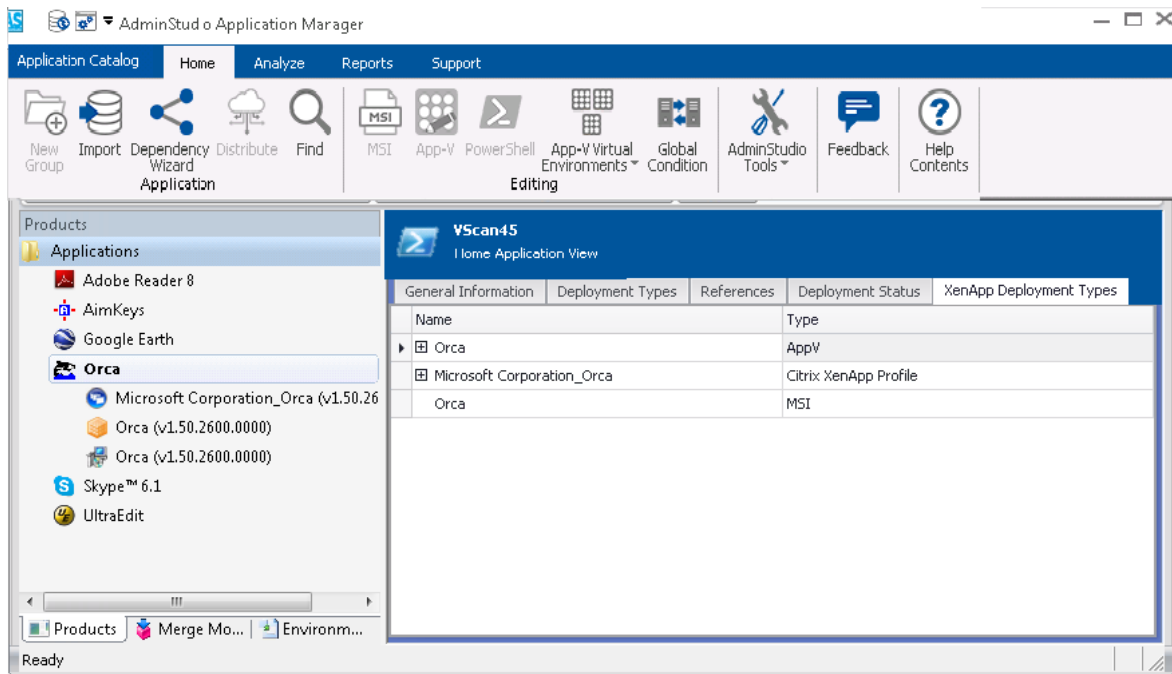 AS
AdminStudio Application Manager
Application Catalog Home Analyze Reports Support
MSI
New Group Import Dependency Wizard Distribute Find MSI App-V PowerShell App-V Virtual Environments Global Condition AdminStudio Tools Feedback Help Contents
Application Editing
Products
Applications
Adobe Reader 8
AimKeys
Google Earth
Orca
Microsoft Corporation_Orca (v1.50.26
Orca (v1.50.2600.0000)
Orca (v1.50.2600.0000)
Skype™ 6.1
UltraEdit
Products Merge Mo... Environm...
VScan45
Home Application View
General Information Deployment Types References Deployment Status XenApp Deployment Types
Name Type
Orca AppV
Microsoft Corporation_Orca Citrix XenApp Profile
Orca MSI
Ready